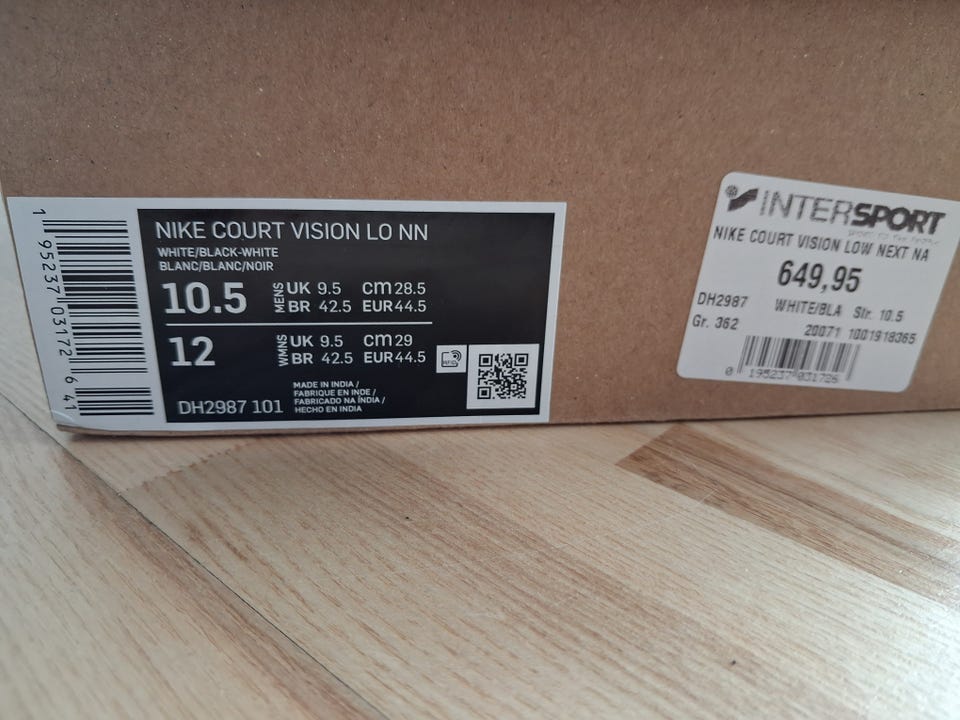 1 95237 03172 6 41
NIKE COURT VISION LO NN
WHITE/BLACK-WHITE
BLANC/BLANC/NOIR
10.5 MENS UK 9.5 CM 28.5
BR 42.5 EUR 44.5
12 WMNS UK 9.5 CM 29
BR 42.5 EUR 44.5
RFID
MADE IN INDIA /
FABRIQUE EN INDE /
FABRICADO NA ÍNDIA /
HECHO EN INDIA
DH2987 101
INTERSPORT
NIKE COURT VISION LOW NEXT NA
649,95
DH2987 WHITE/BLA Str. 10.5
Gr. 362 20071 1001918365
0 195237 031726